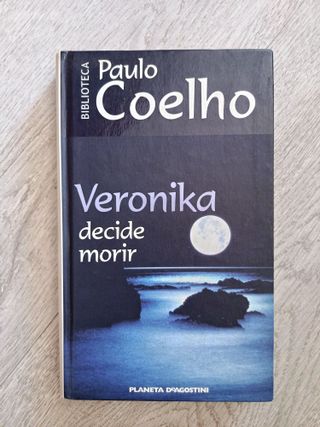 BIBLIOTECA
Paulo
Coelho
Veronika
decide
morir
PLANETA DeAGOSTINI